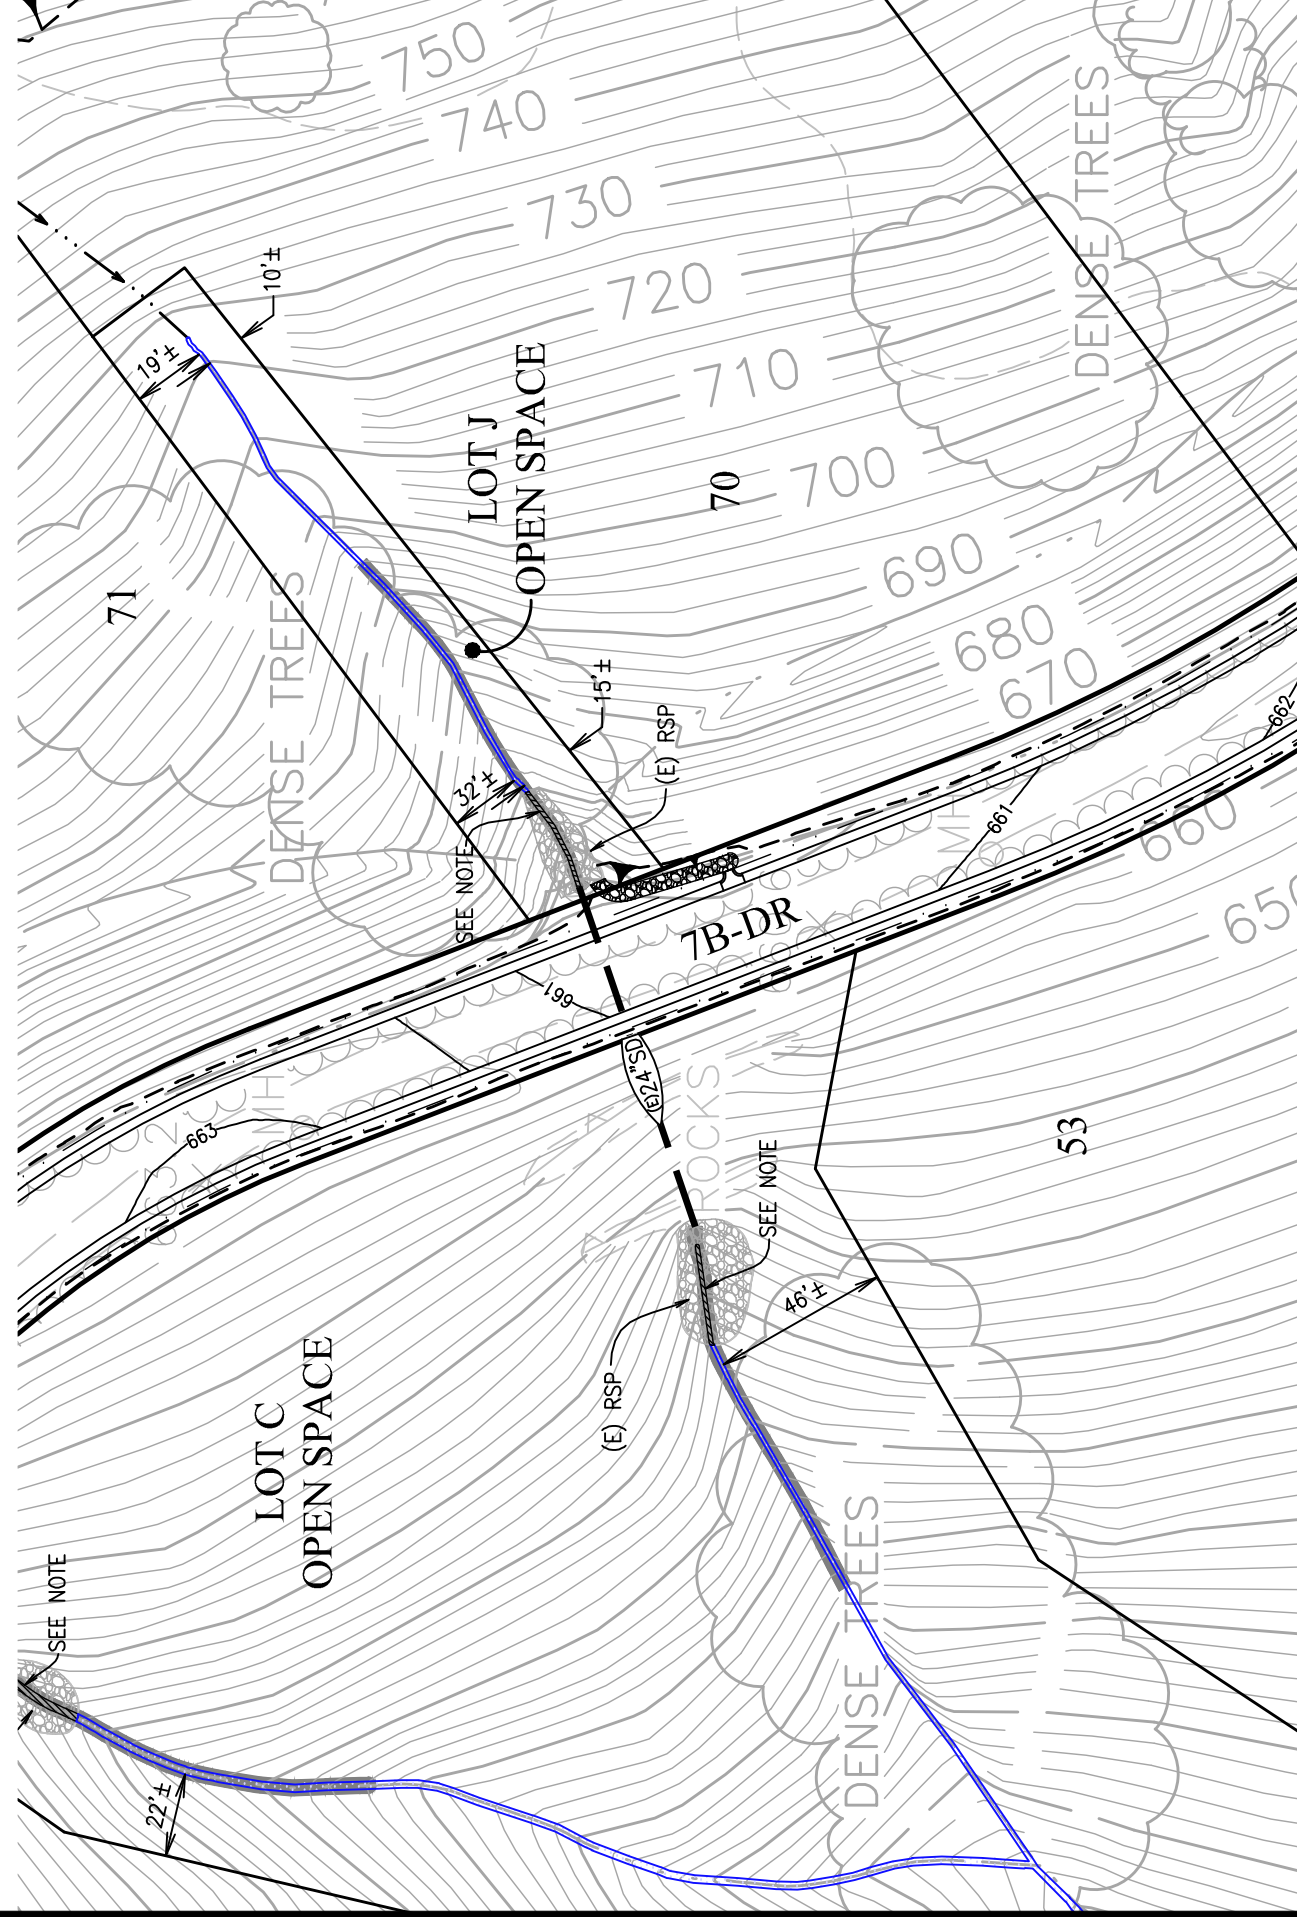 750
740
730
720
710
700
690
680
670
DENSE TREES
10'±
19'±
LOT J
OPEN SPACE
70
71
DENSE TREES
15'±
(E) RSP
32'±
SEE NOTE
662
661
660
650
7B-DR
661
663
(E)24"SD
ROCKS
SEE NOTE
53
46'±
(E) RSP
LOT C
OPEN SPACE
DENSE TREES
SEE NOTE
22'±